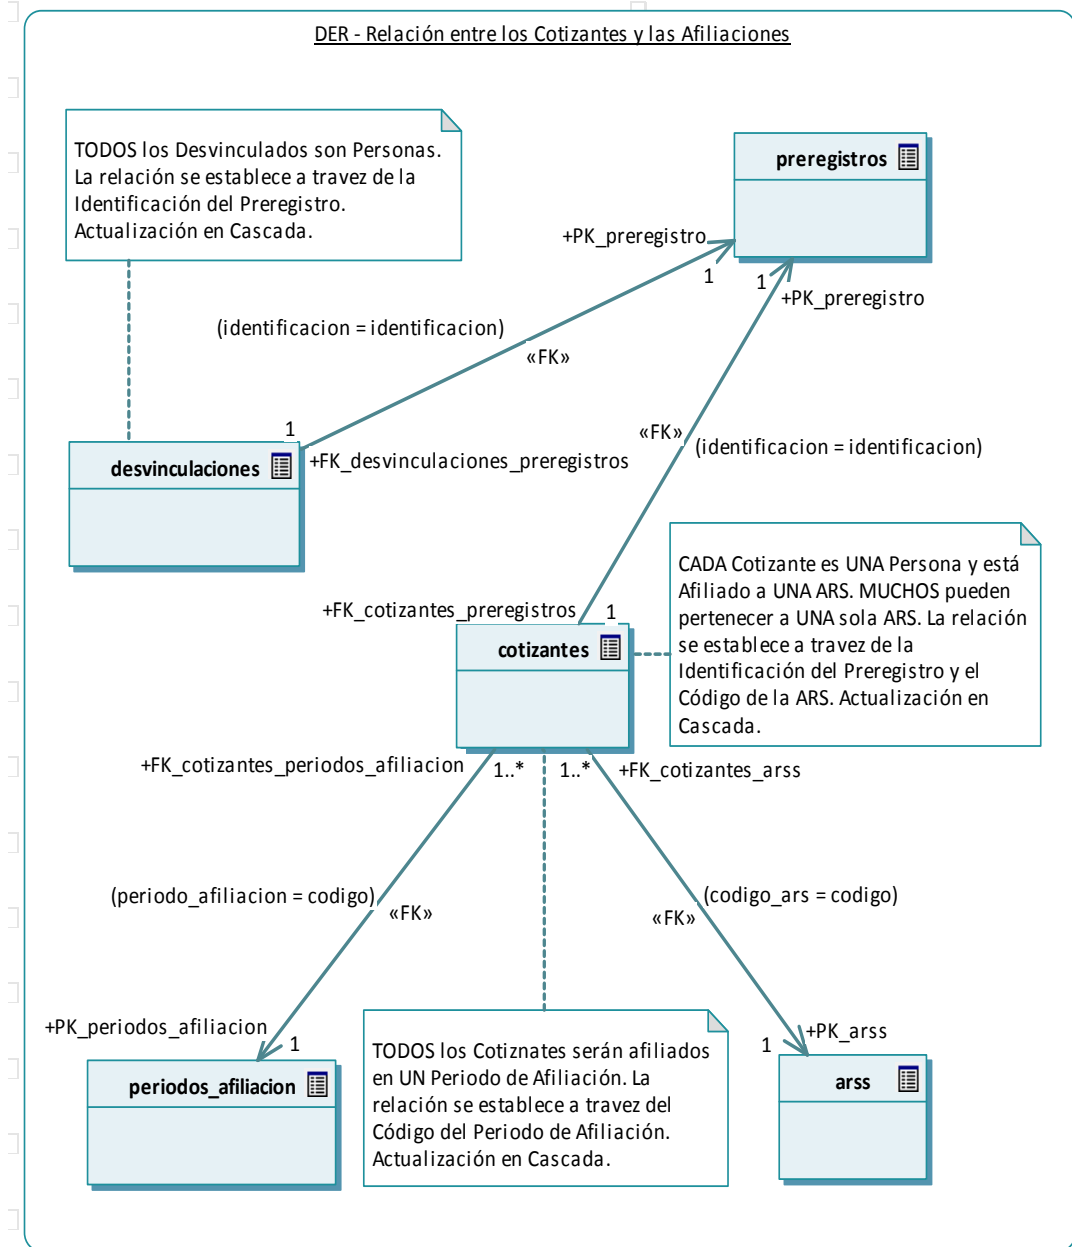 DER - Relación entre los Cotizantes y las Afiliaciones
TODOS los Desvinculados son Personas.
La relación se establece a travez de la
Identificación del Preregistro.
Actualización en Cascada.
preregistros
+PK_preregistro
1
1
+PK_preregistro
(identificacion = identificacion)
«FK»
1
«FK»
(identificacion = identificacion)
desvinculaciones
+FK_desvinculaciones_preregistros
CADA Cotizante es UNA Persona y está
Afiliado a UNA ARS. MUCHOS pueden
pertenecer a UNA sola ARS. La relación
se establece a travez de la
Identificación del Preregistro y el
Código de la ARS. Actualización en
Cascada.
+FK_cotizantes_preregistros
1
cotizantes
+FK_cotizantes_periodos_afiliacion
1..*
1..*
+FK_cotizantes_arss
(periodo_afiliacion = codigo)
«FK»
(codigo_ars = codigo)
«FK»
+PK_periodos_afiliacion
1
TODOS los Cotiznates serán afiliados
en UN Periodo de Afiliación. La
relación se establece a travez del
Código del Periodo de Afiliación.
Actualización en Cascada.
1
+PK_arss
periodos_afiliacion
arss